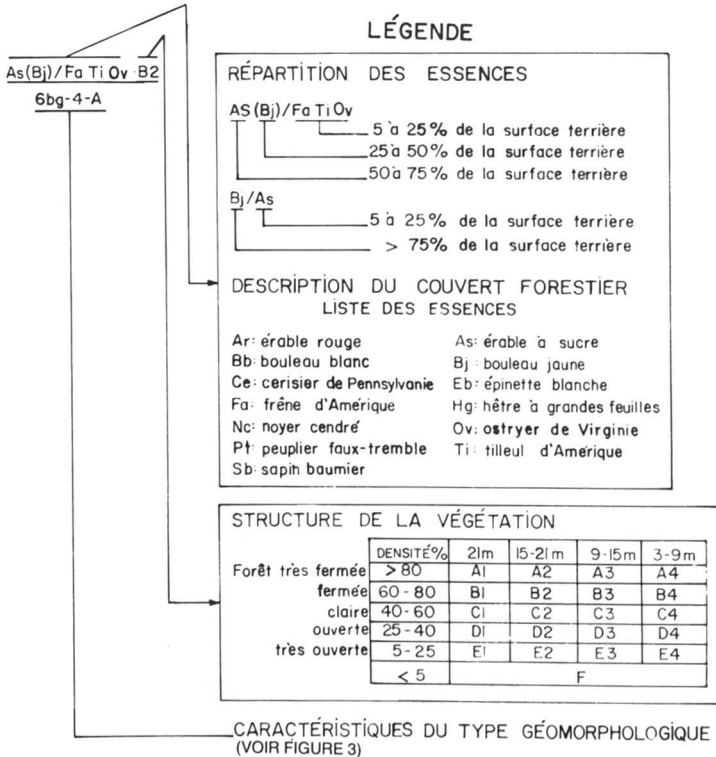 LÉGENDE
As(Bj)/Fa Ti Ov B2
6bg-4-A
RÉPARTITION DES ESSENCES
AS (Bj)/Fa Ti Ov
5 à 25% de la surface terrière
25 à 50% de la surface terrière
50 à 75% de la surface terrière
Bj/As
5 à 25% de la surface terrière
> 75% de la surface terrière
DESCRIPTION DU COUVERT FORESTIER
LISTE DES ESSENCES
Ar: érable rouge As: érable à sucre
Bb: bouleau blanc Bj: bouleau jaune
Ce: cerisier de Pennsylvanie Eb: épinette blanche
Fa: frêne d'Amérique Hg: hêtre à grandes feuilles
Nc: noyer cendré Ov: ostryer de Virginie
Pt: peuplier faux-tremble Ti: tilleul d'Amérique
Sb: sapin baumier
STRUCTURE DE LA VÉGÉTATION
DENSITÉ% 21m 15-21m 9-15m 3-9m
Forêt très fermée > 80 A1 A2 A3 A4
fermée 60-80 B1 B2 B3 B4
claire 40-60 C1 C2 C3 C4
ouverte 25-40 D1 D2 D3 D4
très ouverte 5-25 E1 E2 E3 E4
< 5 F
CARACTÉRISTIQUES DU TYPE GÉOMORPHOLOGIQUE
(VOIR FIGURE 3)